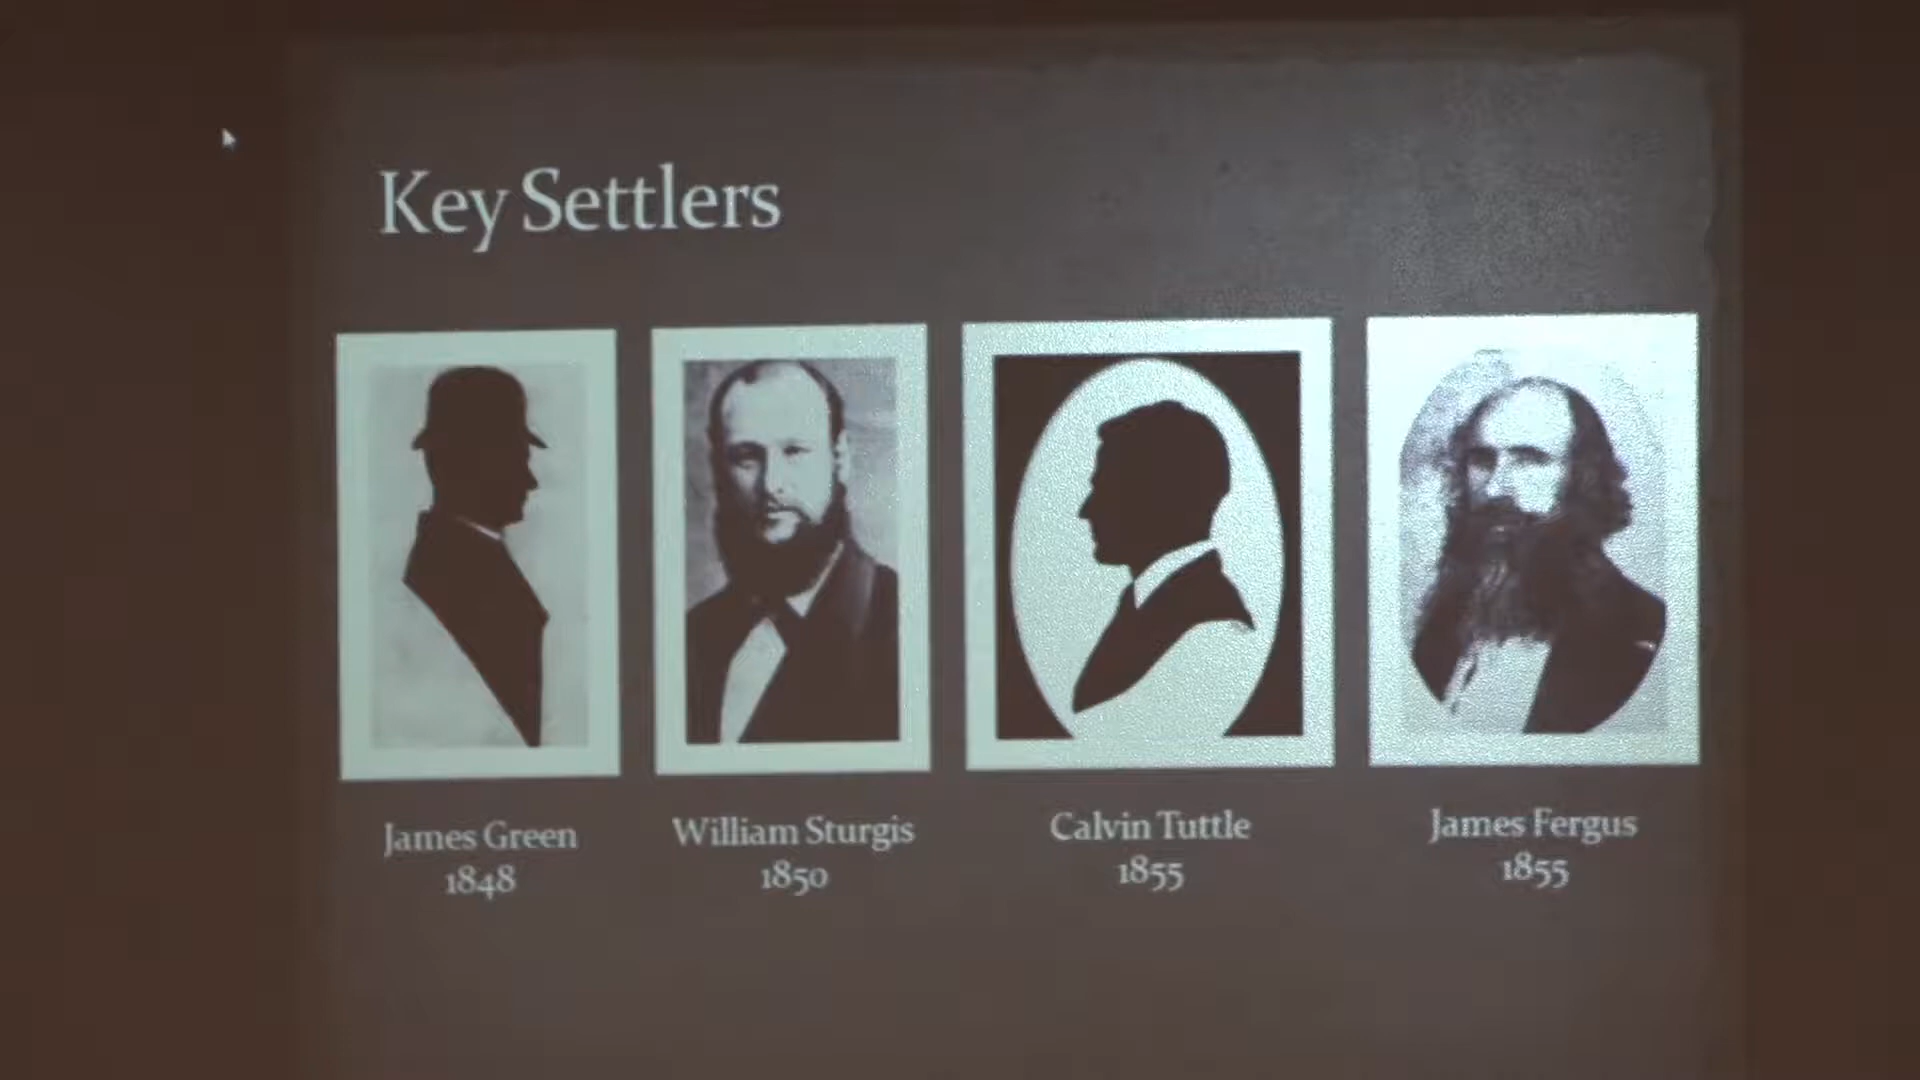 Key Settlers
James Green
1848
William Sturgis
1850
Calvin Tuttle
1855
James Fergus
1855